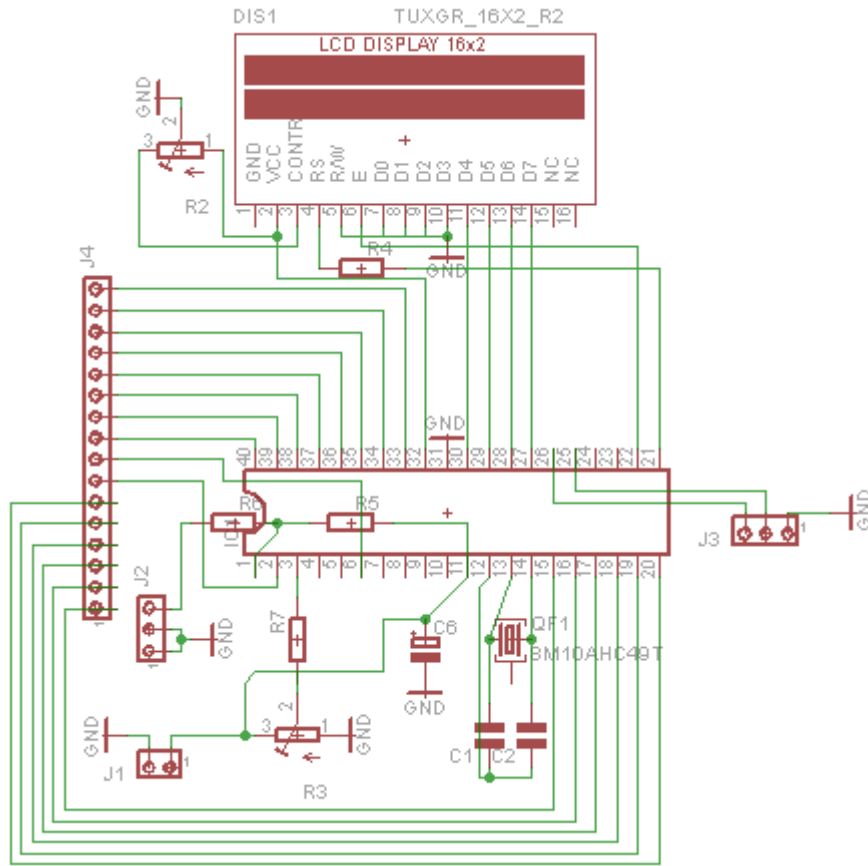 DIS1 TUXGR_16X2_R2
LCD DISPLAY 16x2
GND
2
3 1
R2
GND VCC CONTR RS R/W E D0 D1 D2 D3 D4 D5 D6 D7 NC NC
1 2 3 4 5 6 7 8 9 10 11 12 13 14 15 16
R4
GND
J4
GND
40 39 38 37 36 35 34 33 32 31 30 29 28 27 26 25 24 23 22 21
R6 R5
IC1
J3
1
GND
1 2 3 4 5 6 7 8 9 10 11 12 13 14 15 16 17 18 19 20
1
J2
1
GND
R7
C6
GND
QF1
BM10AHC49T
GND
J1
1
2
3 1
GND
R3
C1 C2